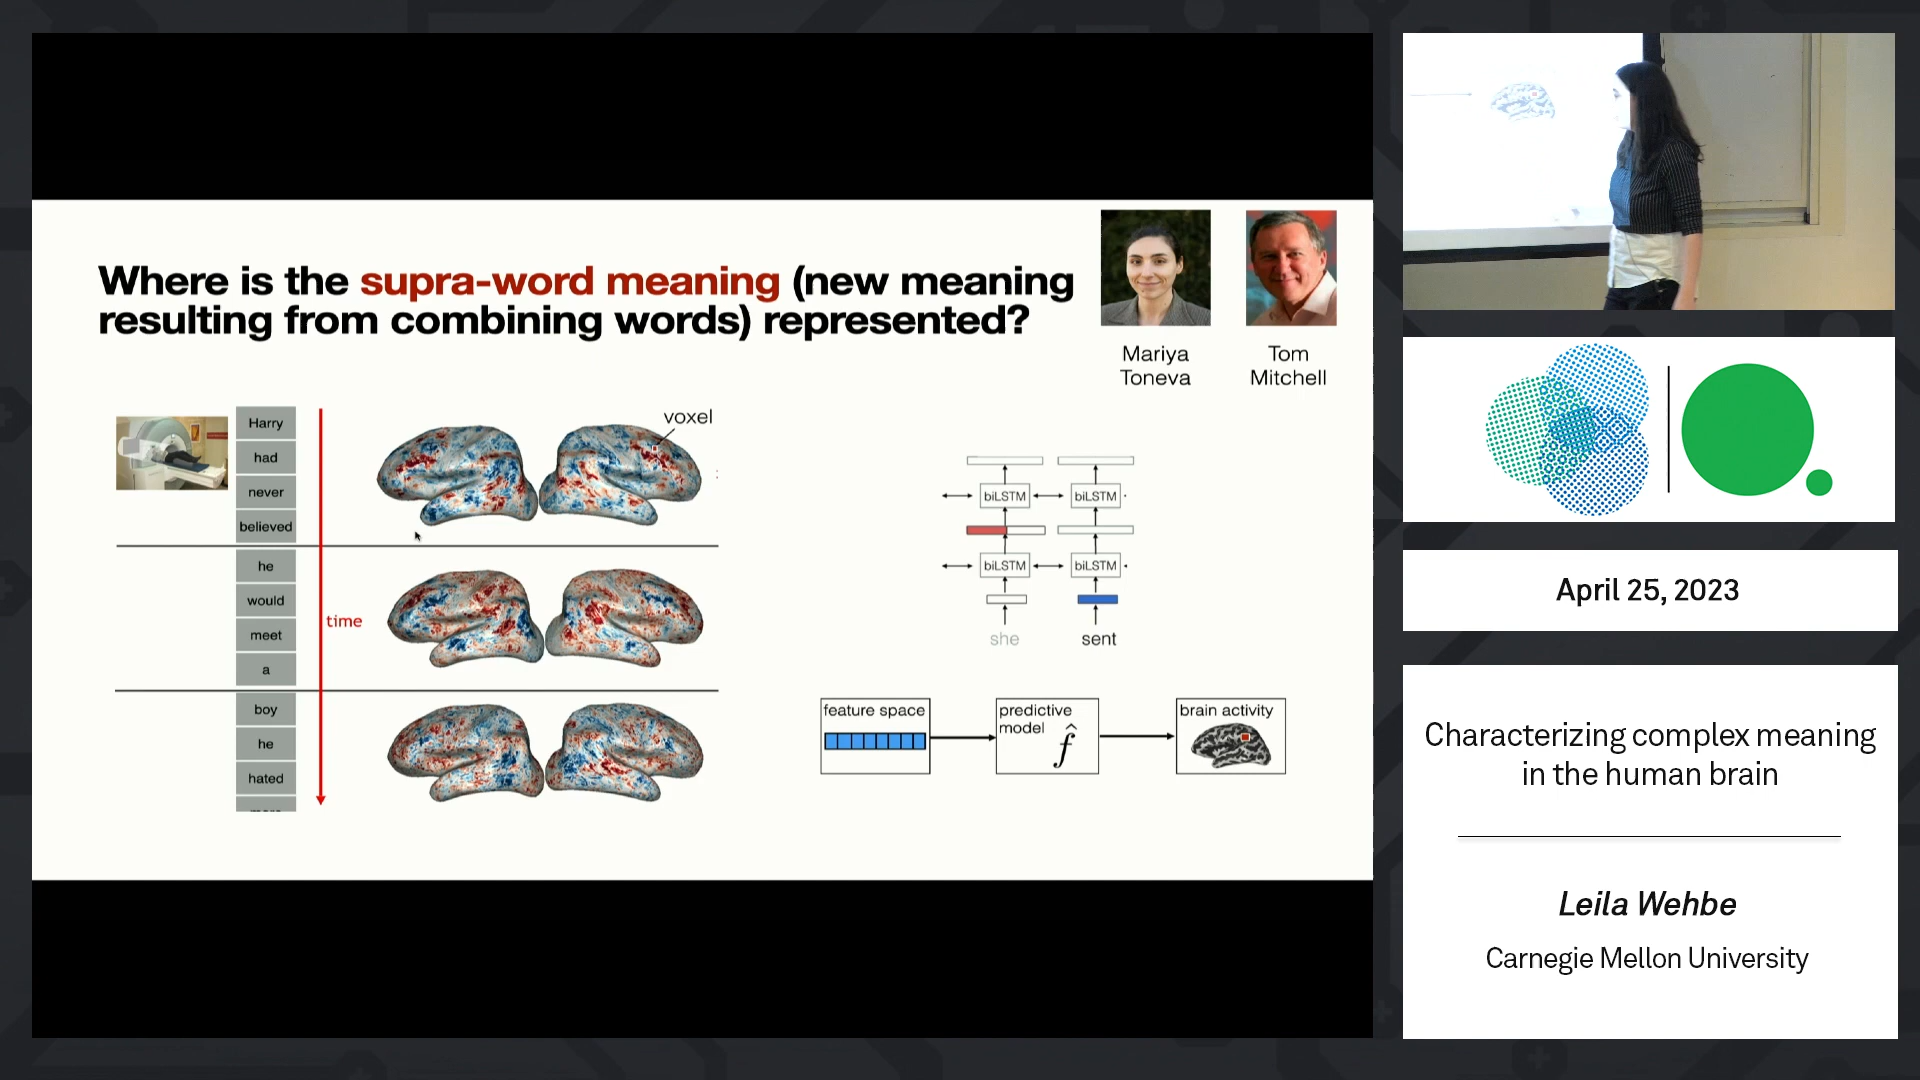 Where is the supra-word meaning (new meaning
resulting from combining words) represented?
Mariya
Toneva
Tom
Mitchell
Harry
had
never
believed
he
would
meet
a
boy
he
hated
time
voxel
biLSTM
biLSTM
biLSTM
biLSTM
she
sent
feature space
predictive
model
f̂
brain activity
April 25, 2023
Characterizing complex meaning
in the human brain
Leila Wehbe
Carnegie Mellon University